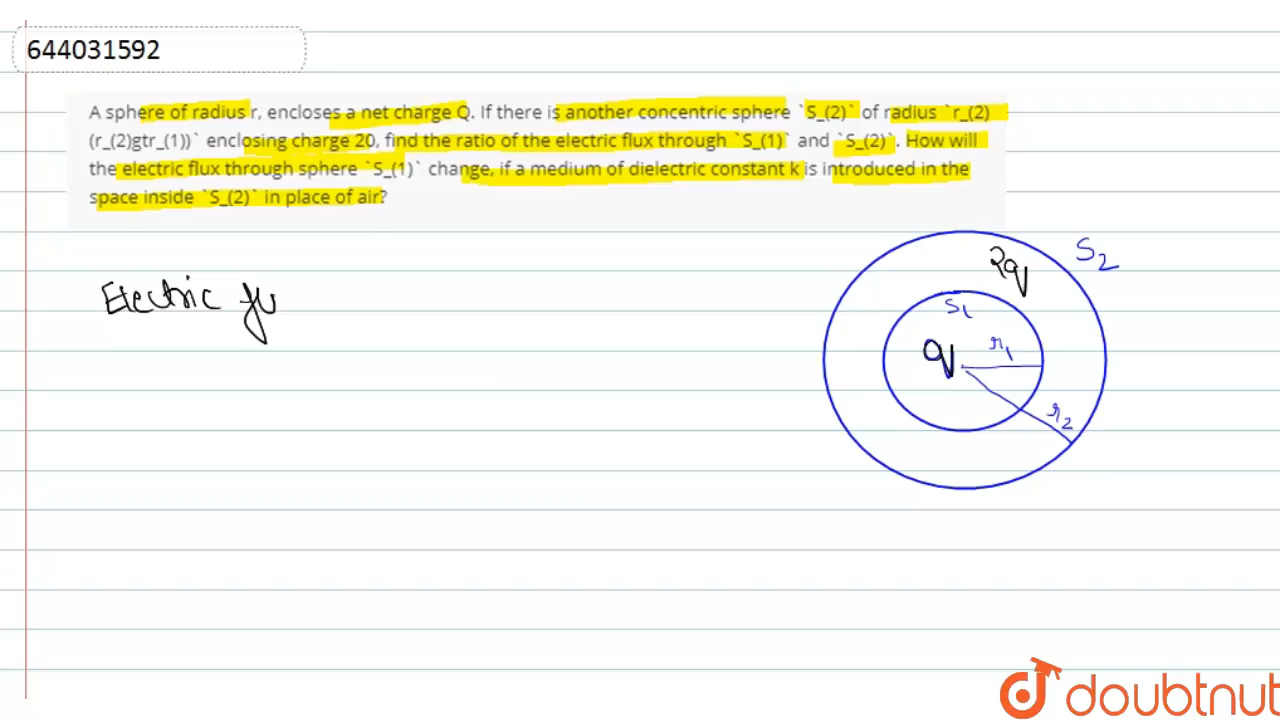 644031592
A sphere of radius r, encloses a net charge Q. If there is another concentric sphere `S_(2)` of radius `r_(2)
(r_(2)gtr_(1))` enclosing charge 20, find the ratio of the electric flux through `S_(1)` and `S_(2)`. How will
the electric flux through sphere `S_(1)` change, if a medium of dielectric constant k is introduced in the
space inside `S_(2)` in place of air?
S2
2q
S1
Electric flu
r1
q
r2
doubtnut